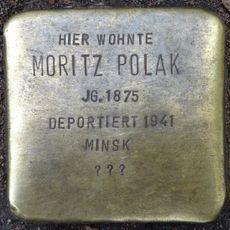 HIER WOHNTE
MORITZ POLAK
JG. 1875
DEPORTIERT 1941
MINSK
???